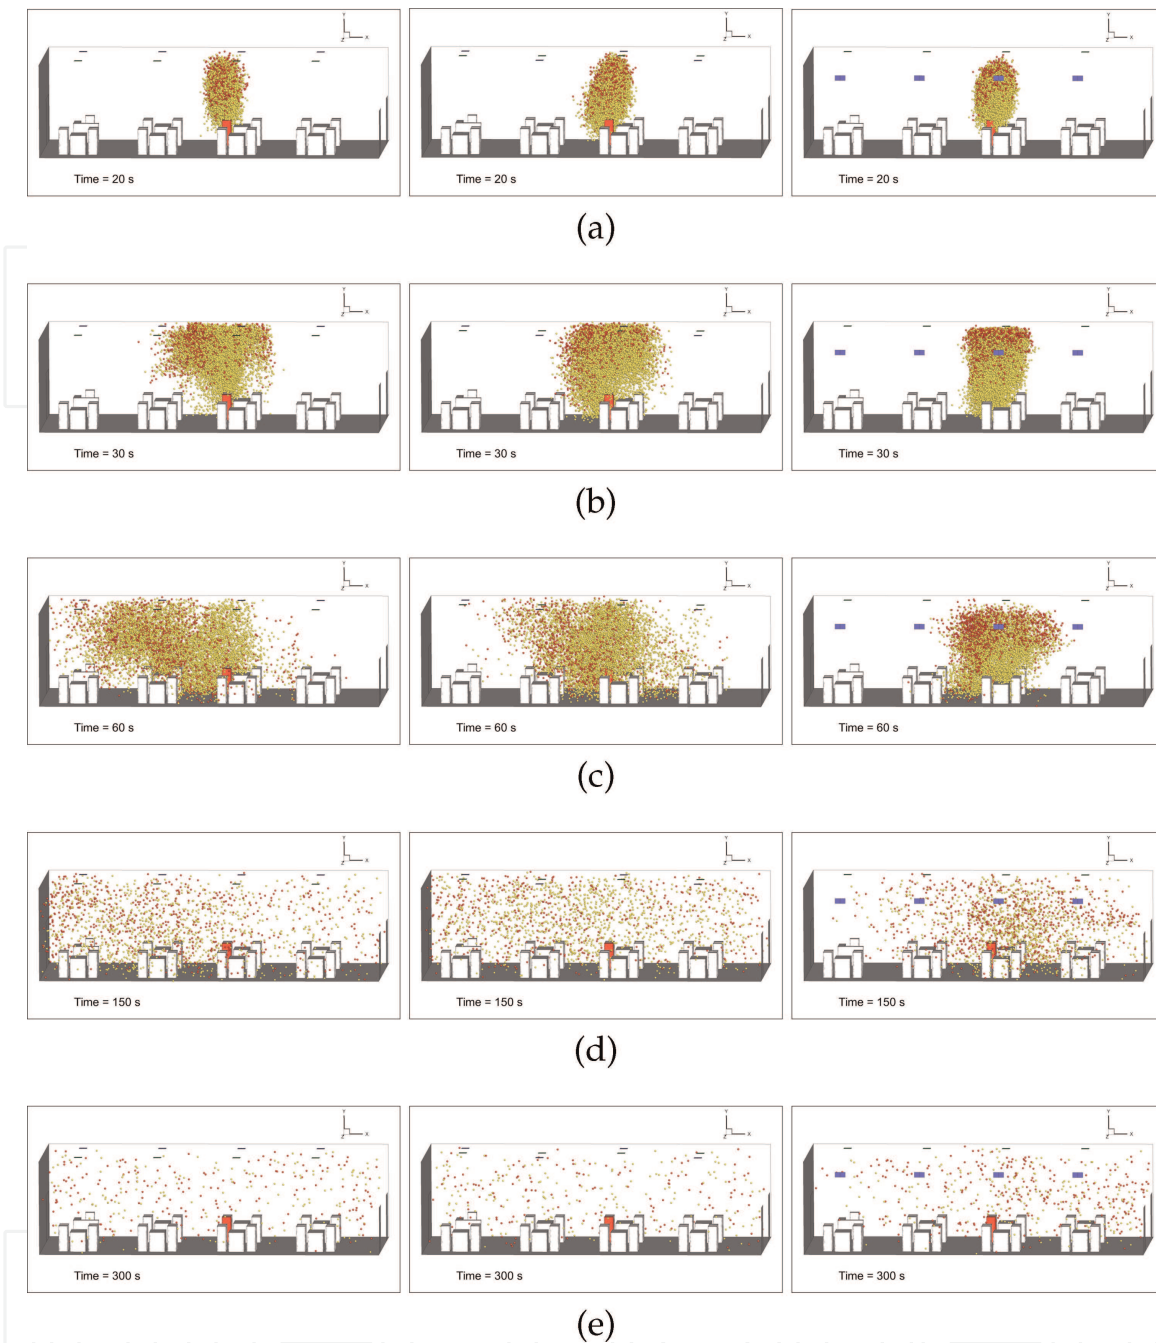 Y Y Y
Z X Z X Z X
Time = 20 s Time = 20 s Time = 20 s
(a)
Y Y Y
Z X Z X Z X
Time = 30 s Time = 30 s Time = 30 s
(b)
Y Y Y
Z X Z X Z X
Time = 60 s Time = 60 s Time = 60 s
(c)
Y Y Y
Z X Z X Z X
Time = 150 s Time = 150 s Time = 150 s
(d)
Y Y Y
Z X Z X Z X
Time = 300 s Time = 300 s Time = 300 s
(e)